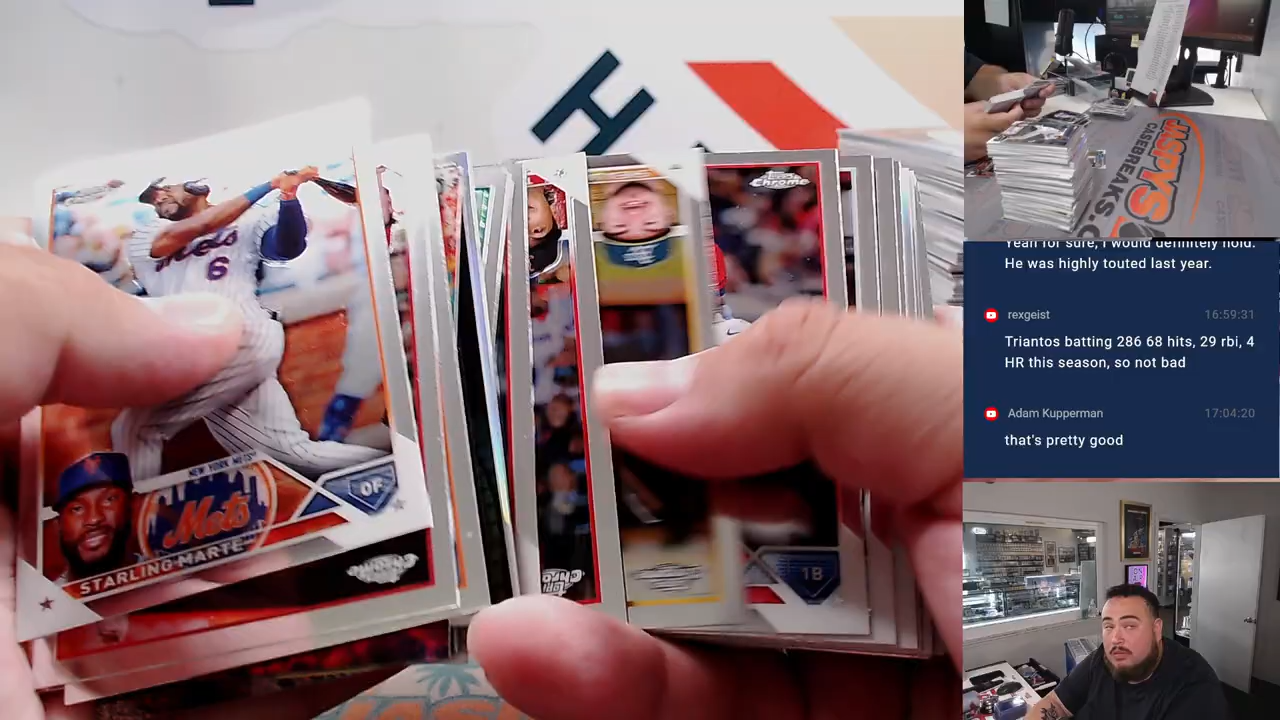 H
Mets
6
NEW YORK METS
Mets
OF
STARLING MARTE
Topps
Chrome
1B
JASPYS
CASEBREAKS.C
Yeah for sure, I would definitely hold.
He was highly touted last year.
rexgeist 16:59:31
Triantos batting 286 68 hits, 29 rbi, 4
HR this season, so not bad
Adam Kupperman 17:04:20
that's pretty good